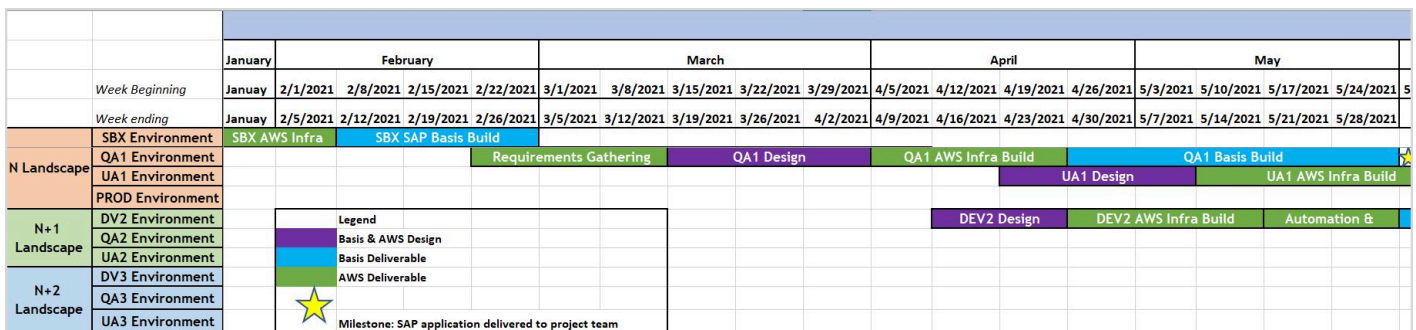 January February March April May
Week Beginning Januay 2/1/2021 2/8/2021 2/15/2021 2/22/2021 3/1/2021 3/8/2021 3/15/2021 3/22/2021 3/29/2021 4/5/2021 4/12/2021 4/19/2021 4/26/2021 5/3/2021 5/10/2021 5/17/2021 5/24/2021 5
Week ending Januay 2/5/2021 2/12/2021 2/19/2021 2/26/2021 3/5/2021 3/12/2021 3/19/2021 3/26/2021 4/2/2021 4/9/2021 4/16/2021 4/23/2021 4/30/2021 5/7/2021 5/14/2021 5/21/2021 5/28/2021
SBX Environment SBX AWS Infra SBX SAP Basis Build
N Landscape QA1 Environment Requirements Gathering QA1 Design QA1 AWS Infra Build QA1 Basis Build
UA1 Environment UA1 Design UA1 AWS Infra Build
PROD Environment
N+1 Landscape DV2 Environment Legend DEV2 Design DEV2 AWS Infra Build Automation &
QA2 Environment Basis & AWS Design
UA2 Environment Basis Deliverable
N+2 Landscape DV3 Environment AWS Deliverable
QA3 Environment
UA3 Environment Milestone: SAP application delivered to project team